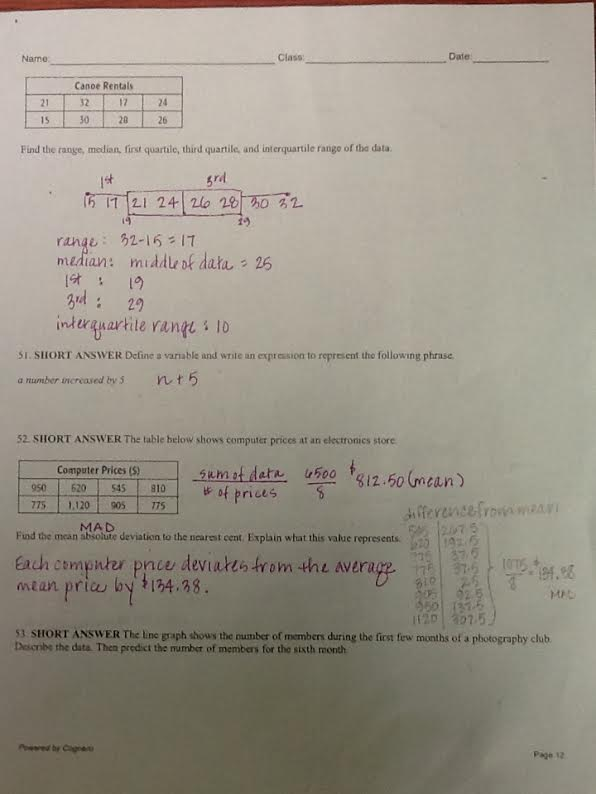 Name: Class: Date:
Canoe Rentals
21 32 17 24
15 30 28 26
Find the range, median, first quartile, third quartile, and interquartile range of the data.
1st 3rd
15 17 21 24 26 28 30 32
19 29
range: 32-15 = 17
median: middle of data = 25
1st : 19
3rd : 29
interquartile range : 10
51. SHORT ANSWER Define a variable and write an expression to represent the following phrase.
a number increased by 5 n + 5
52. SHORT ANSWER The table below shows computer prices at an electronics store.
Computer Prices ($)
950 620 545 810
775 1,120 905 775
sum of data 6500 $812.50 (mean)
# of prices 8
difference from mean
MAD
Find the mean absolute deviation to the nearest cent. Explain what this value represents.
Each computer price deviates from the average
mean price by $134.38.
545 267.5
620 192.5
775 37.5
775 37.5
810 2.5
905 92.5
950 137.5
1120 307.5
1075 = $134.38
8
MAD
53. SHORT ANSWER The line graph shows the number of members during the first few months of a photography club.
Describe the data. Then predict the number of members for the sixth month.
Powered by Cognero
Page 12